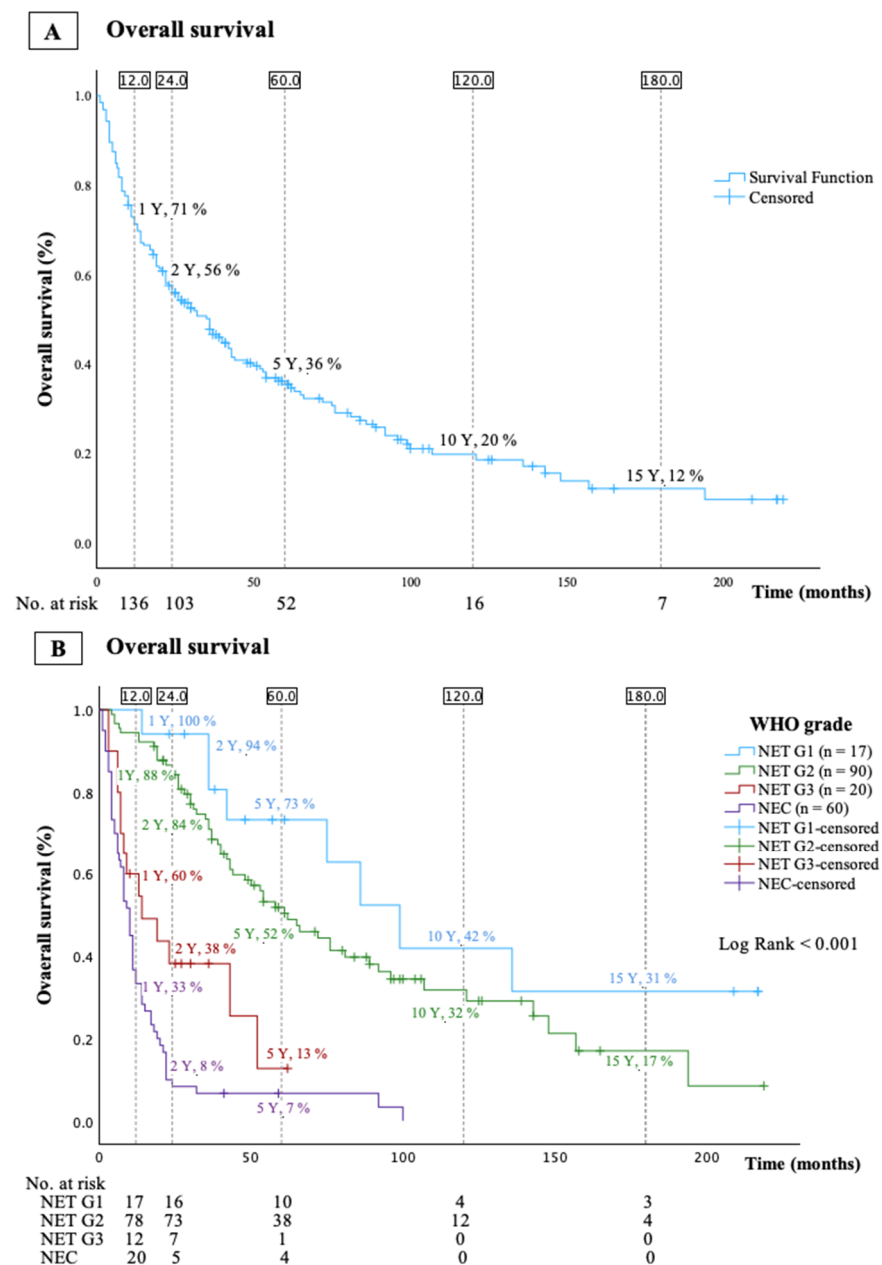 A Overall survival
12.0 24.0 60.0 120.0 180.0
1.0
0.8
0.6
0.4
0.2
0.0
Overall survival (%)
1 Y, 71 %
2 Y, 56 %
5 Y, 36 %
10 Y, 20 %
15 Y, 12 %
Survival Function
Censored
0 50 100 150 200
Time (months)
No. at risk 136 103 52 16 7
B Overall survival
12.0 24.0 60.0 120.0 180.0
1.0
0.8
0.6
0.4
0.2
0.0
Ovaerall survival (%)
1 Y, 100 %
2 Y, 94 %
5 Y, 73 %
10 Y, 42 %
15 Y, 31 %
1Y, 88 %
2 Y, 84 %
5 Y, 52 %
10 Y, 32 %
15 Y, 17 %
1 Y, 60 %
2 Y, 38 %
5 Y, 13 %
1 Y, 33 %
2 Y, 8 %
5 Y, 7 %
WHO grade
NET G1 (n = 17)
NET G2 (n = 90)
NET G3 (n = 20)
NEC (n = 60)
NET G1-censored
NET G2-censored
NET G3-censored
NEC-censored
Log Rank < 0.001
0 50 100 150 200
Time (months)
No. at risk
NET G1 17 16 10 4 3
NET G2 78 73 38 12 4
NET G3 12 7 1 0 0
NEC 20 5 4 0 0